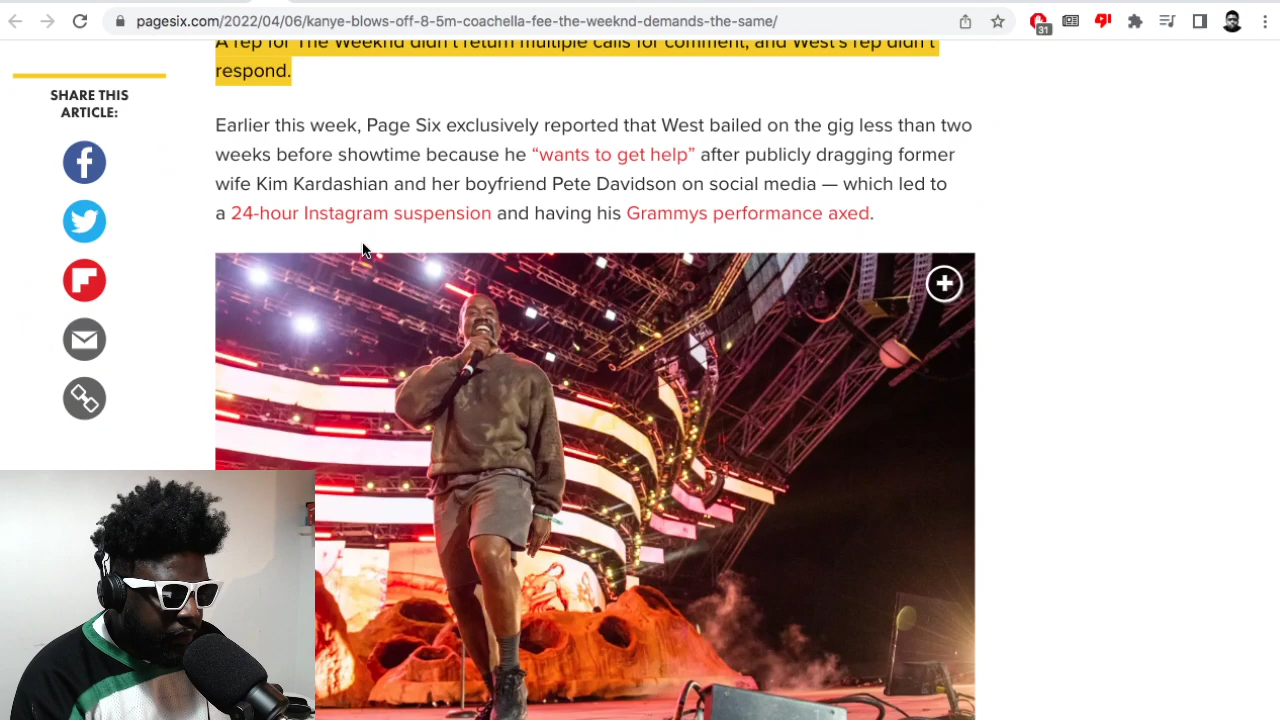 pagesix.com/2022/04/06/kanye-blows-off-8-5m-coachella-fee-the-weeknd-demands-the-same/
31
A rep for The Weeknd didn't return multiple calls for comment, and West's rep didn't
respond.
SHARE THIS
ARTICLE:
Earlier this week, Page Six exclusively reported that West bailed on the gig less than two
weeks before showtime because he “wants to get help” after publicly dragging former
wife Kim Kardashian and her boyfriend Pete Davidson on social media — which led to
a 24-hour Instagram suspension and having his Grammys performance axed.